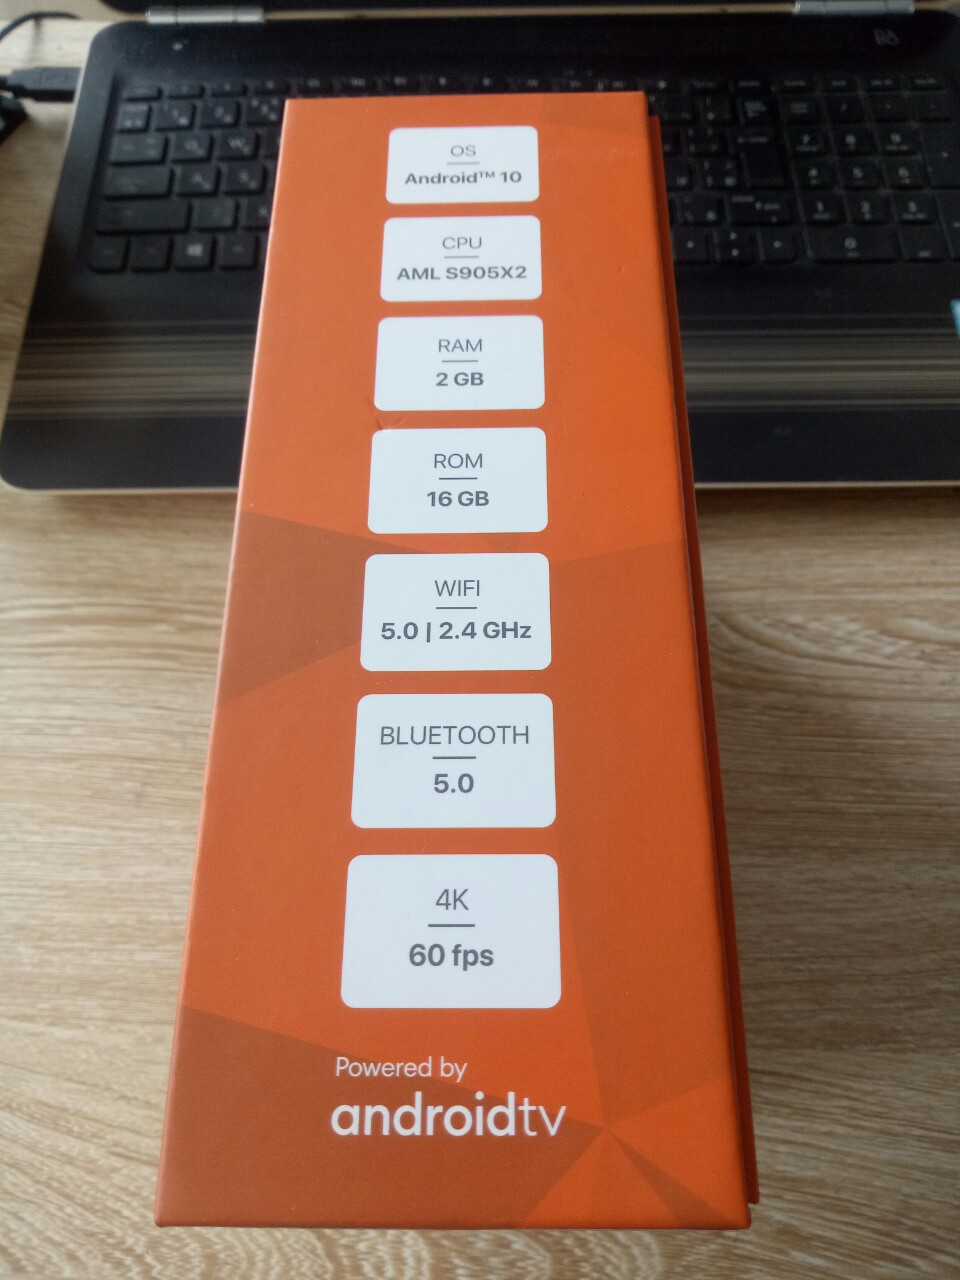 OS
Android™ 10
CPU
AML S905X2
RAM
2 GB
ROM
16 GB
WIFI
5.0 | 2.4 GHz
BLUETOOTH
5.0
4K
60 fps
Powered by
androidtv